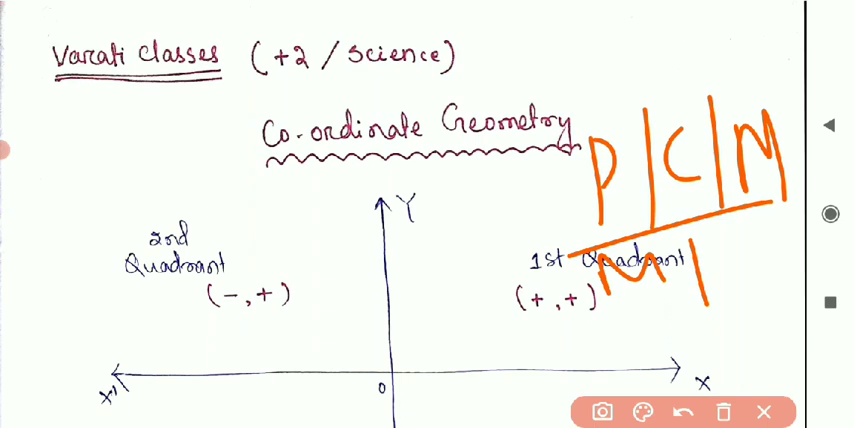 Varati classes (+2 / Science)
Co-ordinate Geometry
P/C/M
M/
Y
2nd
Quadrant
(-,+)
1st Quadrant
(+,+)
X'
0
X